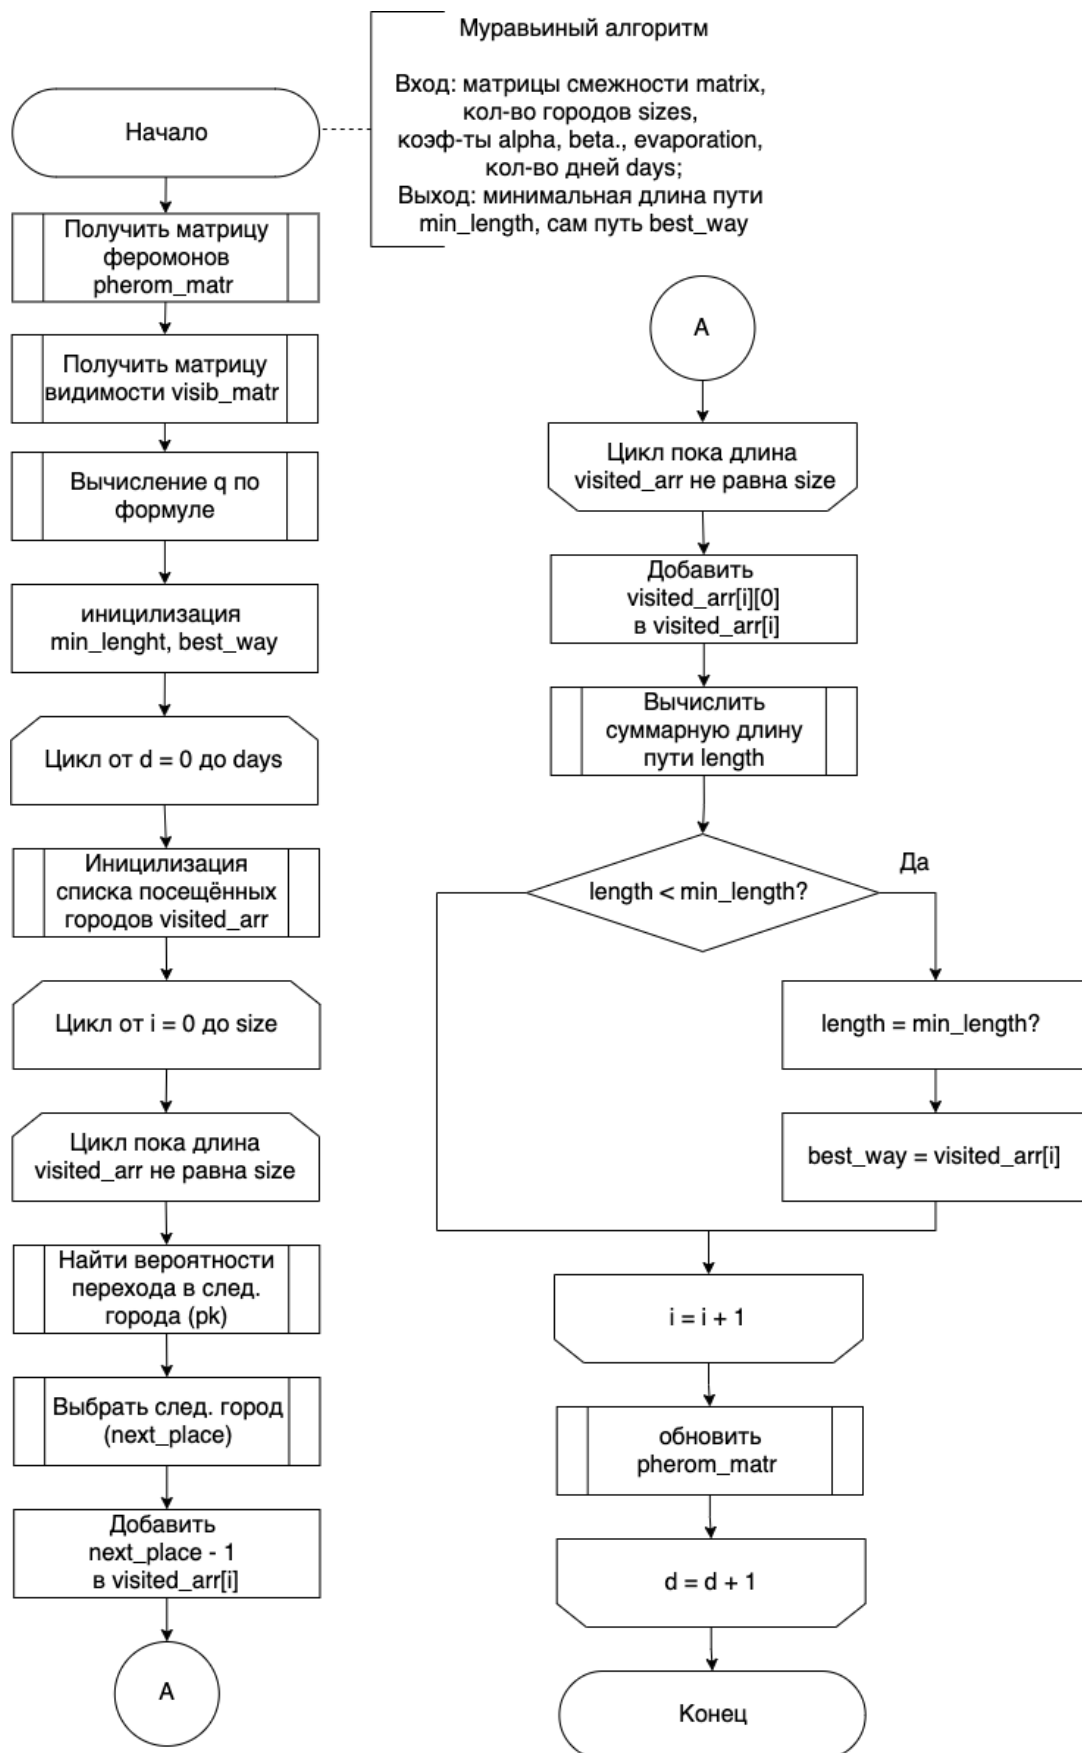 Муравьиный алгоритм
Вход: матрицы смежности matrix,
кол-во городов sizes,
коэф-ты alpha, beta., evaporation,
кол-во дней days;
Выход: минимальная длина пути
min_length, сам путь best_way
Начало
Получить матрицу
феромонов
pherom_matr
Получить матрицу
видимости visib_matr
Вычисление q по
формуле
иницилизация
min_lenght, best_way
Цикл от d = 0 до days
Иницилизация
списка посещённых
городов visited_arr
Цикл от i = 0 до size
Цикл пока длина
visited_arr не равна size
Найти вероятности
перехода в след.
города (pk)
Выбрать след. город
(next_place)
Добавить
next_place - 1
в visited_arr[i]
A
A
Цикл пока длина
visited_arr не равна size
Добавить
visited_arr[i][0]
в visited_arr[i]
Вычислить
суммарную длину
пути length
length < min_length?
Да
length = min_length?
best_way = visited_arr[i]
i = i + 1
обновить
pherom_matr
d = d + 1
Конец